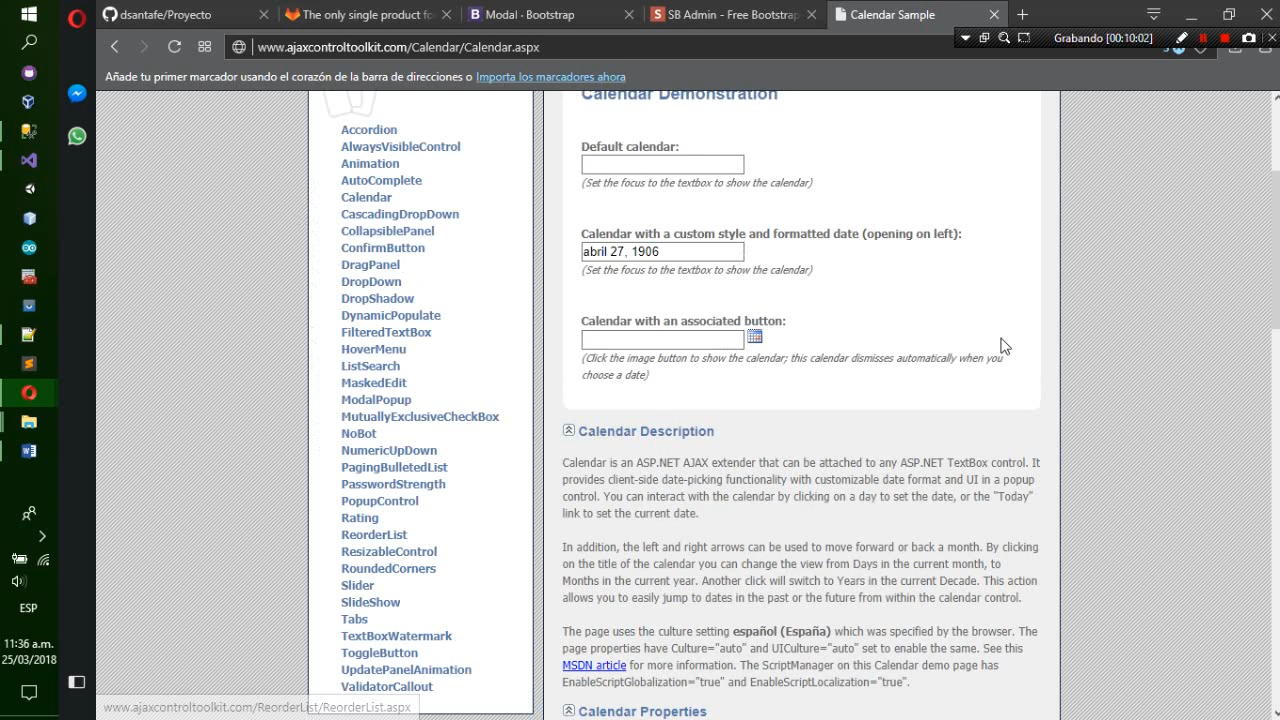 dsantafe/Proyecto
The only single product fo
Modal · Bootstrap
SB Admin - Free Bootstrap
Calendar Sample
www.ajaxcontroltoolkit.com/Calendar/Calendar.aspx
Grabando [00:10:02]
Añade tu primer marcador usando el corazón de la barra de direcciones o Importa los marcadores ahora
Accordion
AlwaysVisibleControl
Animation
AutoComplete
Calendar
CascadingDropDown
CollapsiblePanel
ConfirmButton
DragPanel
DropDown
DropShadow
DynamicPopulate
FilteredTextBox
HoverMenu
ListSearch
MaskedEdit
ModalPopup
MutuallyExclusiveCheckBox
NoBot
NumericUpDown
PagingBulletedList
PasswordStrength
PopupControl
Rating
ReorderList
ResizableControl
RoundedCorners
Slider
SlideShow
Tabs
TextBoxWatermark
ToggleButton
UpdatePanelAnimation
ValidatorCallout
www.ajaxcontroltoolkit.com/ReorderList/ReorderList.aspx
Calendar Demonstration
Default calendar:
(Set the focus to the textbox to show the calendar)
Calendar with a custom style and formatted date (opening on left):
abril 27, 1906
(Set the focus to the textbox to show the calendar)
Calendar with an associated button:
(Click the image button to show the calendar; this calendar dismisses automatically when you
choose a date)
Calendar Description
Calendar is an ASP.NET AJAX extender that can be attached to any ASP.NET TextBox control. It
provides client-side date-picking functionality with customizable date format and UI in a popup
control. You can interact with the calendar by clicking on a day to set the date, or the "Today"
link to set the current date.
In addition, the left and right arrows can be used to move forward or back a month. By clicking
on the title of the calendar you can change the view from Days in the current month, to
Months in the current year. Another click will switch to Years in the current Decade. This action
allows you to easily jump to dates in the past or the future from within the calendar control.
The page uses the culture setting español (España) which was specified by the browser. The
page properties have Culture="auto" and UICulture="auto" set to enable the same. See this
MSDN article for more information. The ScriptManager on this Calendar demo page has
EnableScriptGlobalization="true" and EnableScriptLocalization="true".
Calendar Properties
ESP
11:36 a.m.
25/03/2018